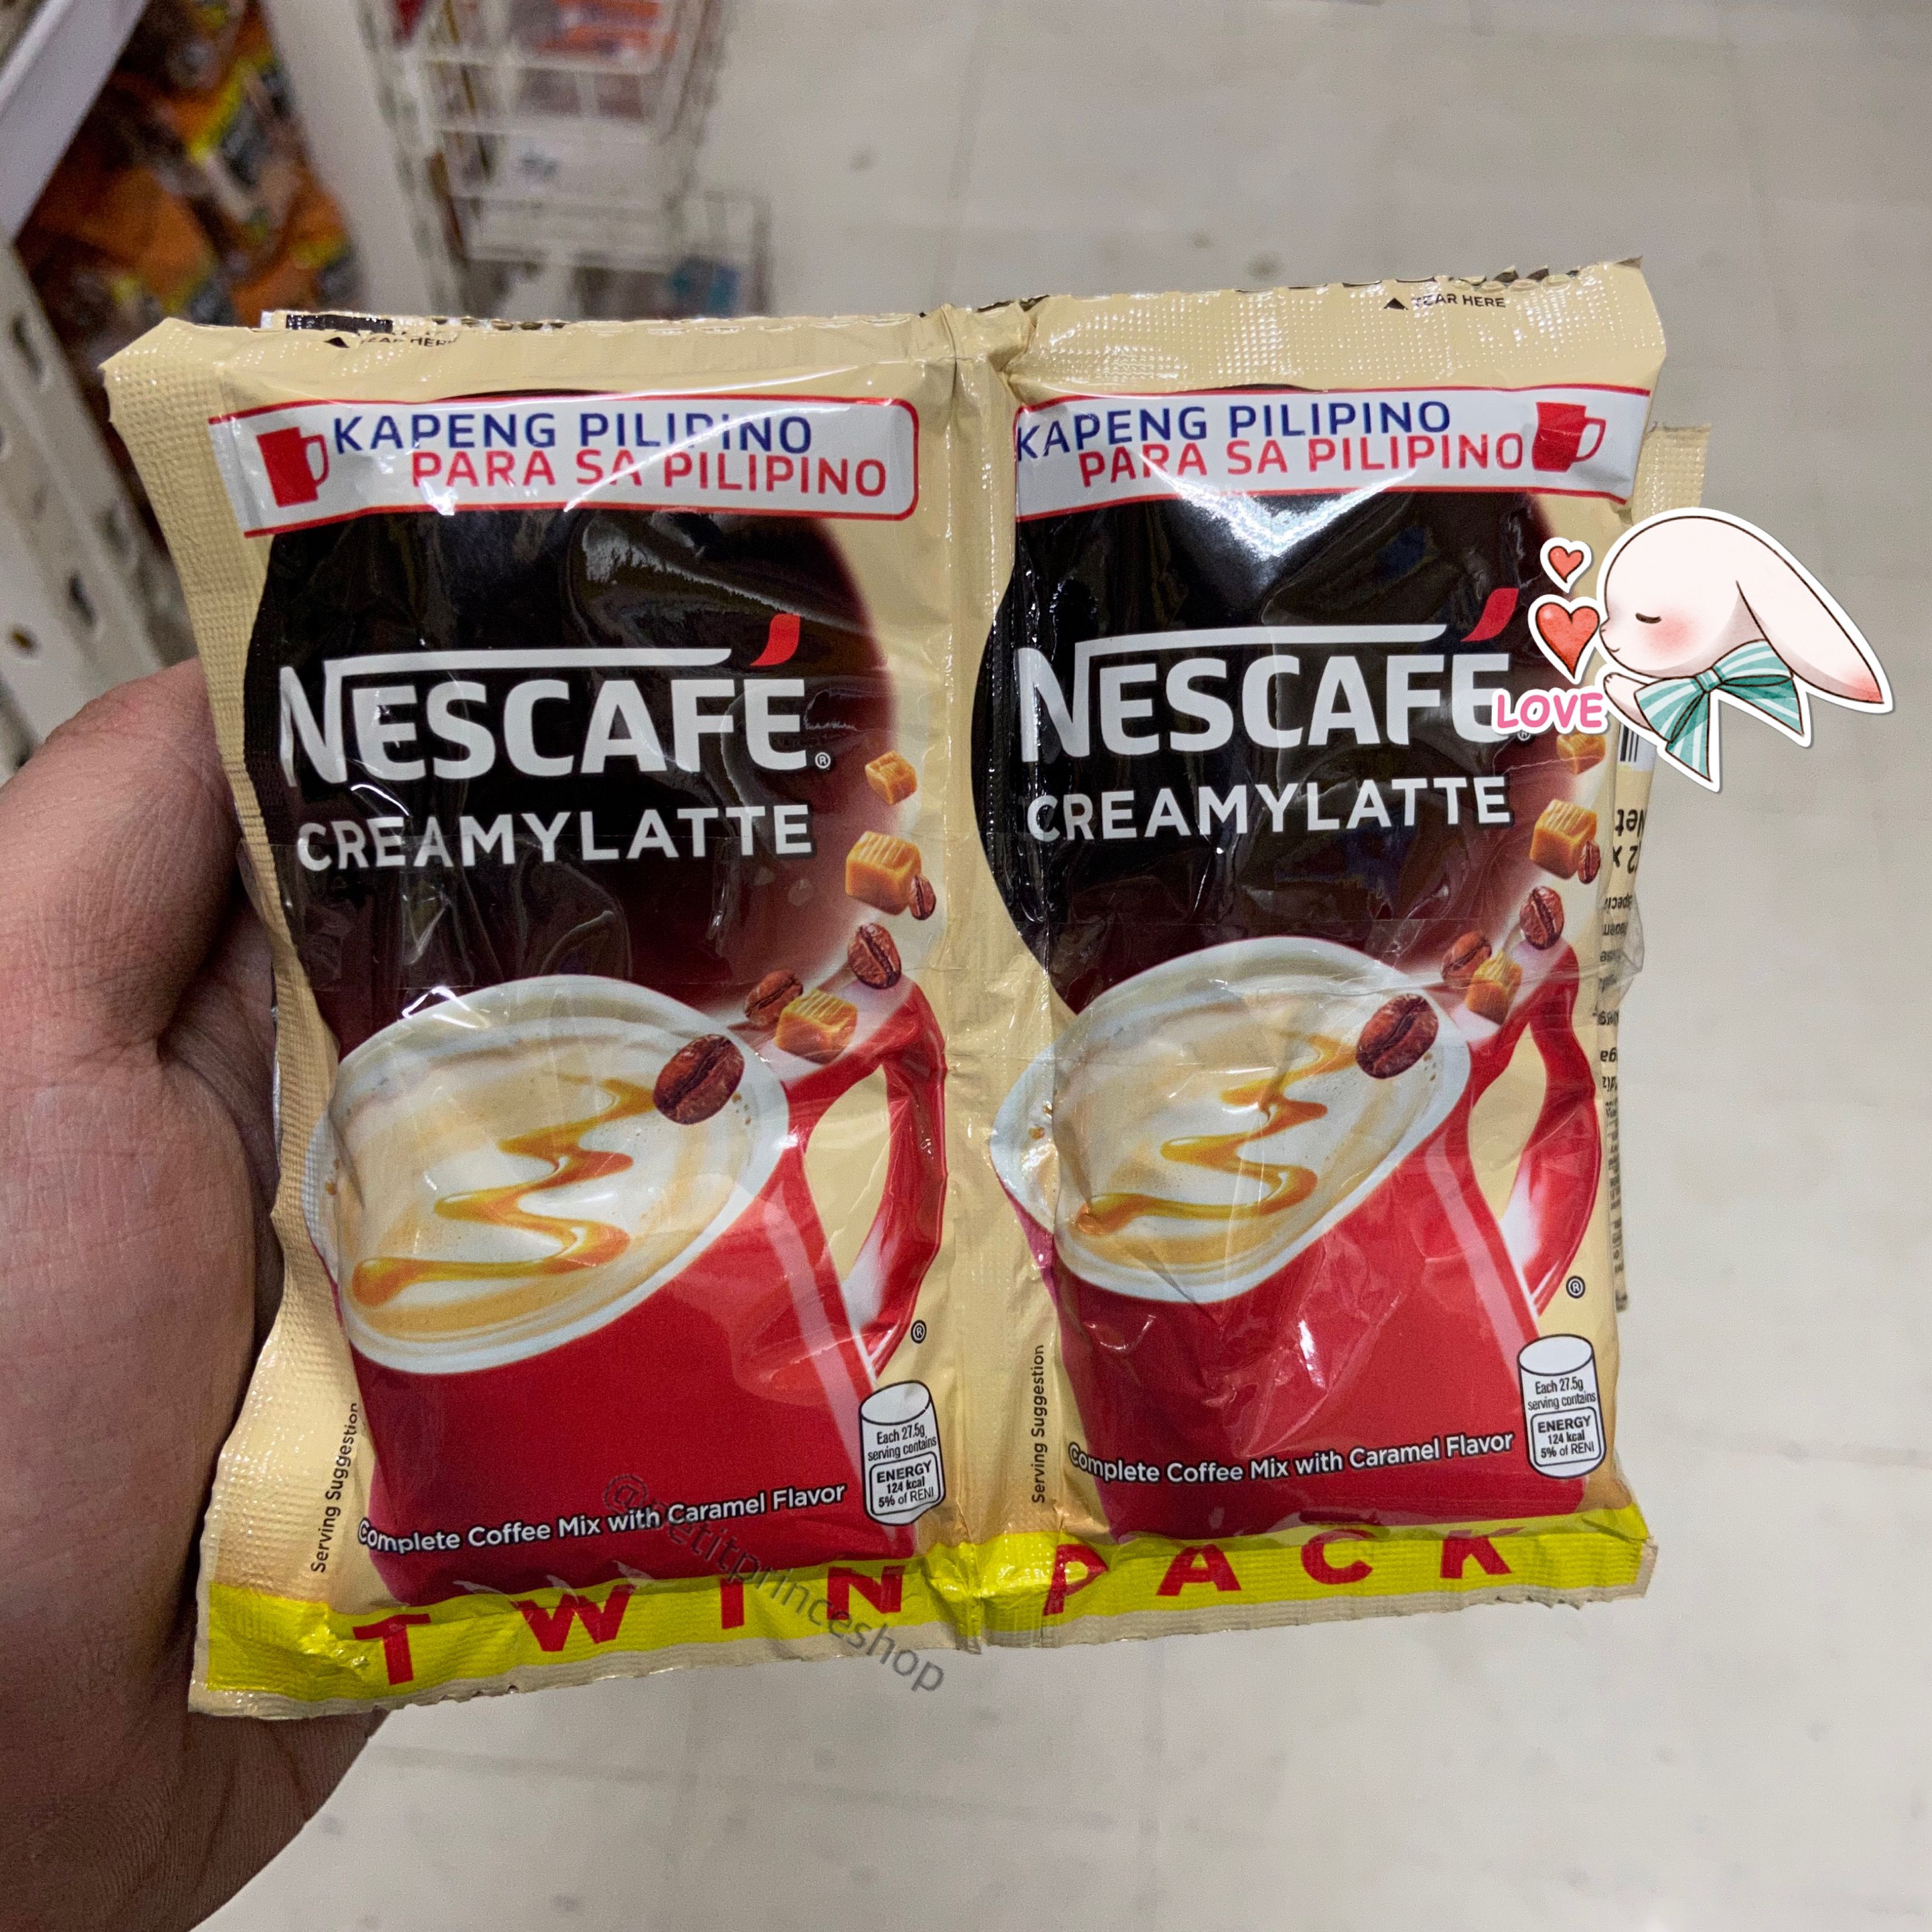 TEAR HERE
TEAR HERE
KAPENG PILIPINO
PARA SA PILIPINO
NESCAFÉ®
CREAMYLATTE
®
Each 27.5g
serving contains
ENERGY
124 kcal
5% of RENI
Serving Suggestion
Complete Coffee Mix with Caramel Flavor
KAPENG PILIPINO
PARA SA PILIPINO
NESCAFÉ®
CREAMYLATTE
LOVE
Net
®
Each 27.5g
serving contains
ENERGY
124 kcal
5% of RENI
Serving Suggestion
Complete Coffee Mix with Caramel Flavor
TWIN PACK
@petitprinceshop